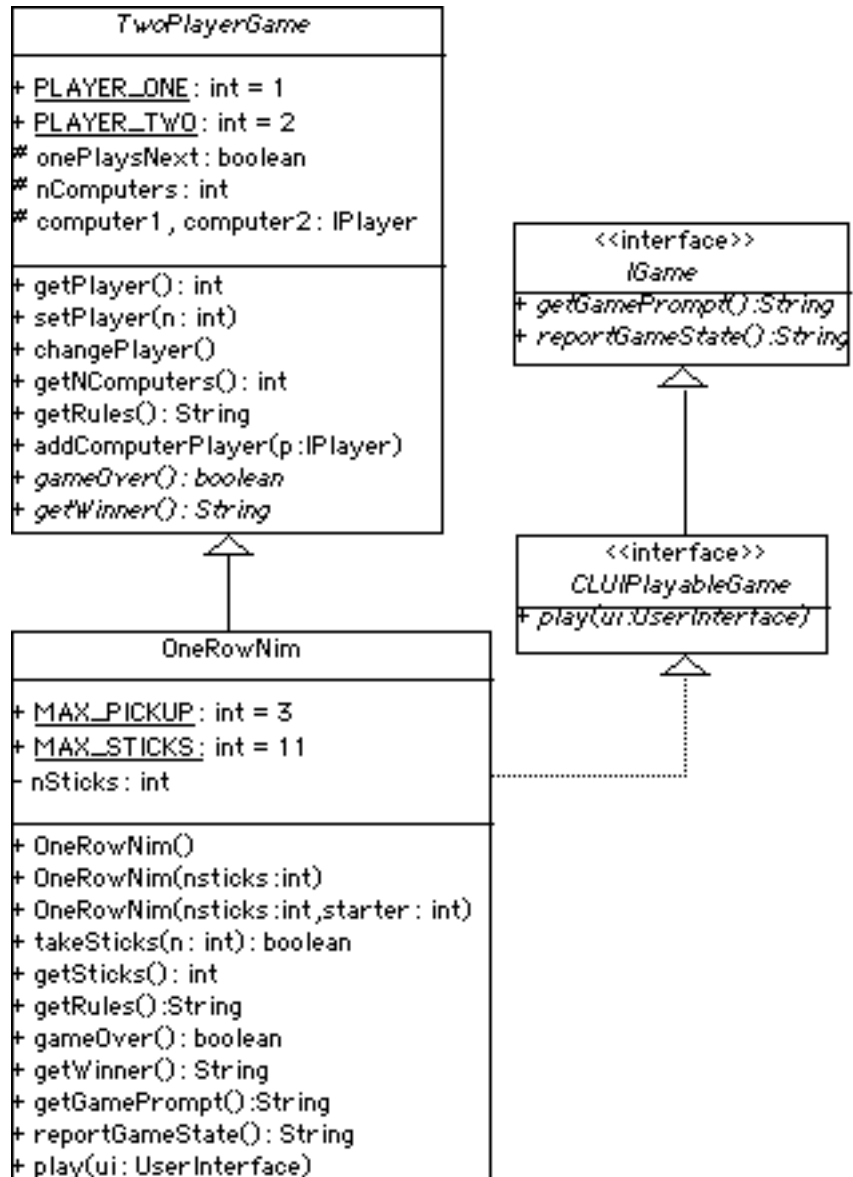 TwoPlayerGame
+ PLAYER_ONE : int = 1
+ PLAYER_TWO : int = 2
# onePlaysNext : boolean
# nComputers : int
# computer1 , computer2 : IPlayer
+ getPlayer() : int
+ setPlayer(n : int)
+ changePlayer()
+ getNComputers() : int
+ getRules() : String
+ addComputerPlayer(p :IPlayer)
+ gameOver() : boolean
+ getWinner() : String
<<interface>>
IGame
+ getGamePrompt() :String
+ reportGameState() :String
<<interface>>
CLUIPlayableGame
+ play(ui :UserInterface)
OneRowNim
+ MAX_PICKUP : int = 3
+ MAX_STICKS : int = 11
- nSticks : int
+ OneRowNim()
+ OneRowNim(nsticks :int)
+ OneRowNim(nsticks :int,starter : int)
+ takeSticks(n : int) : boolean
+ getSticks() : int
+ getRules() :String
+ gameOver() : boolean
+ getWinner() : String
+ getGamePrompt() :String
+ reportGameState() : String
+ play(ui : UserInterface)